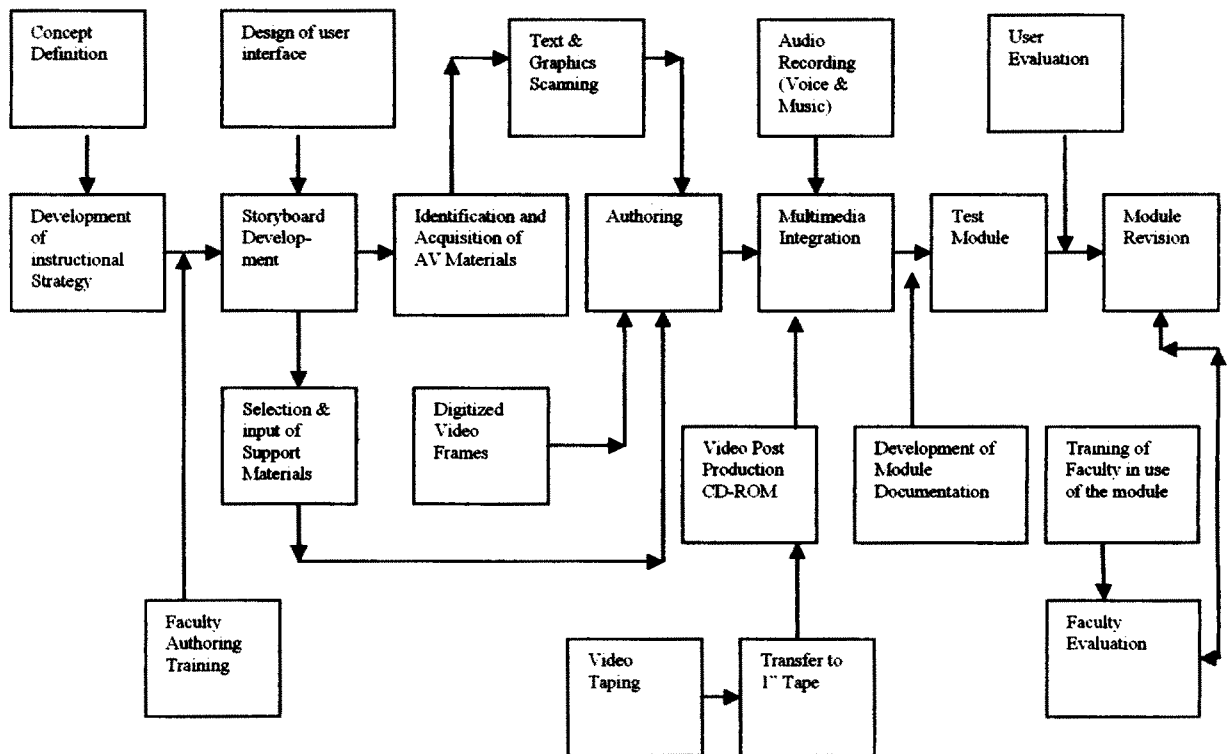 Concept
Definition
Design of user
interface
Text &
Graphics
Scanning
Audio
Recording
(Voice &
Music)
User
Evaluation
Development
of
instructional
Strategy
Storyboard
Develop-
ment
Identification and
Acquisition of
AV Materials
Authoring
Multimedia
Integration
Test
Module
Module
Revision
Selection &
input of
Support
Materials
Digitized
Video
Frames
Video Post
Production
CD-ROM
Development of
Module
Documentation
Training of
Faculty in use
of the module
Faculty
Authoring
Training
Video
Taping
Transfer to
1" Tape
Faculty
Evaluation